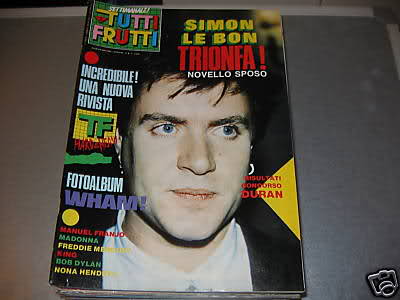 SETTIMANALE
TUTTI
FRUTTI
SIMON
LE BON
TRIONFA!
NOVELLO SPOSO
INCREDIBILE!
UNA NUOVA
RIVISTA
TF
FOTOALBUM
WHAM!
RISULTATI
CONCORSO
DURAN
MANUEL FRANJO
MADONNA
FREDDIE MERCURY
KING
BOB DYLAN
NONA HENDRYX
eb